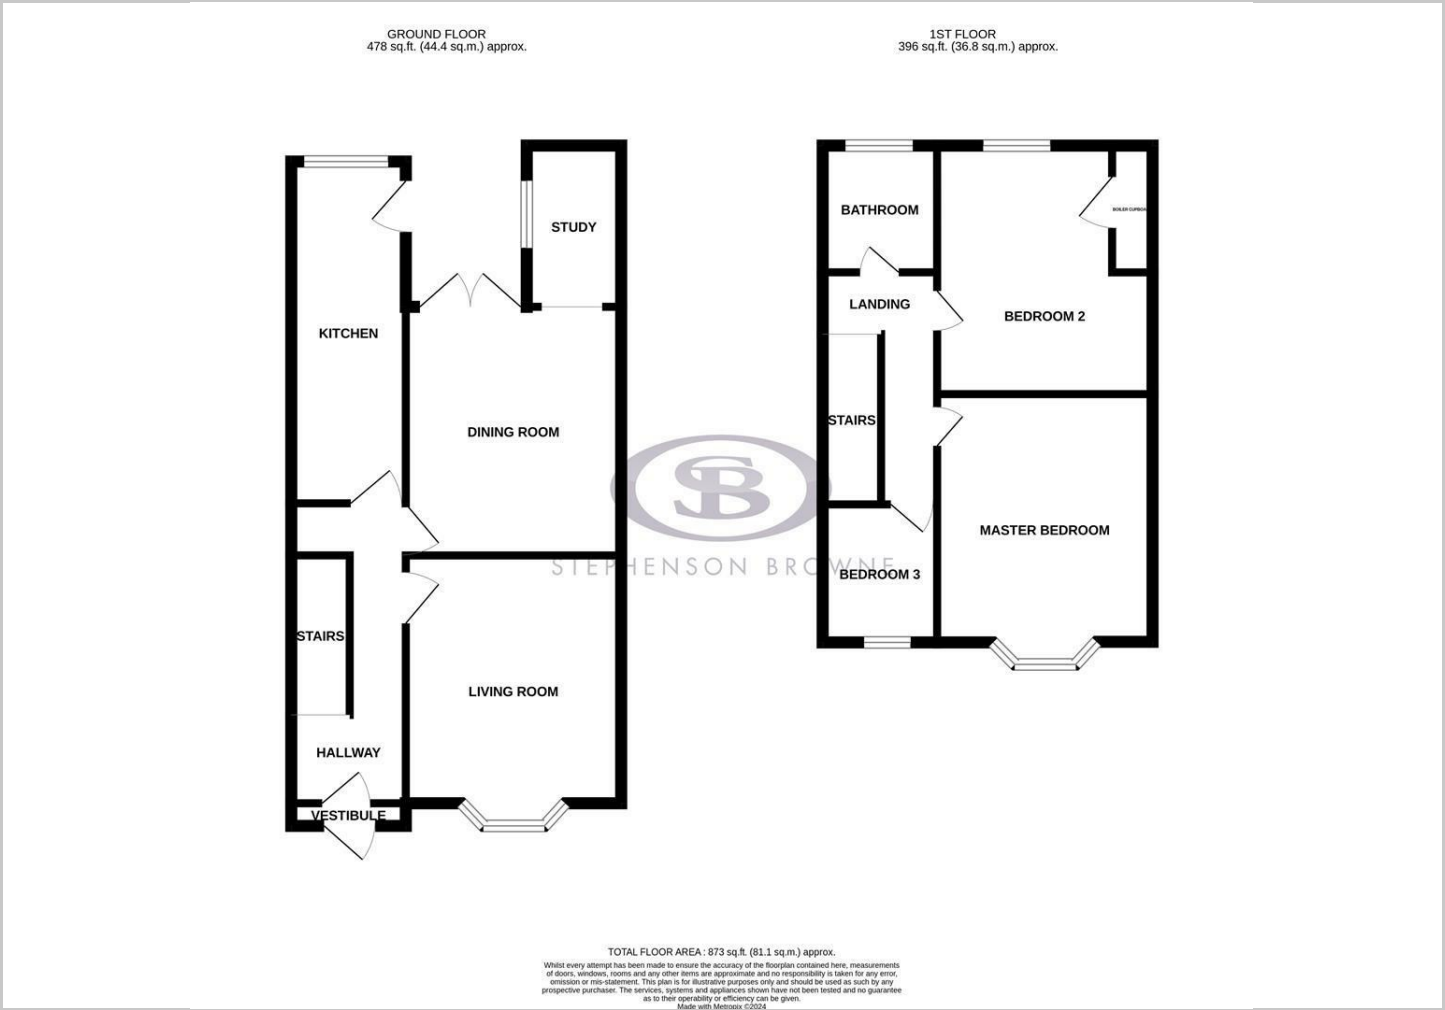 GROUND FLOOR
478 sq.ft. (44.4 sq.m.) approx.
1ST FLOOR
396 sq.ft. (36.8 sq.m.) approx.
STUDY
KITCHEN
DINING ROOM
STAIRS
LIVING ROOM
HALLWAY
VESTIBULE
BATHROOM
BOILER CUPBOARD
LANDING
BEDROOM 2
STAIRS
MASTER BEDROOM
BEDROOM 3
SB
STEPHENSON BROWNE
TOTAL FLOOR AREA : 873 sq.ft. (81.1 sq.m.) approx.
Whilst every attempt has been made to ensure the accuracy of the floorplan contained here, measurements
of doors, windows, rooms and any other items are approximate and no responsibility is taken for any error,
omission or mis-statement. This plan is for illustrative purposes only and should be used as such by any
prospective purchaser. The services, systems and appliances shown have not been tested and no guarantee
as to their operability or efficiency can be given.
Made with Metropix ©2024